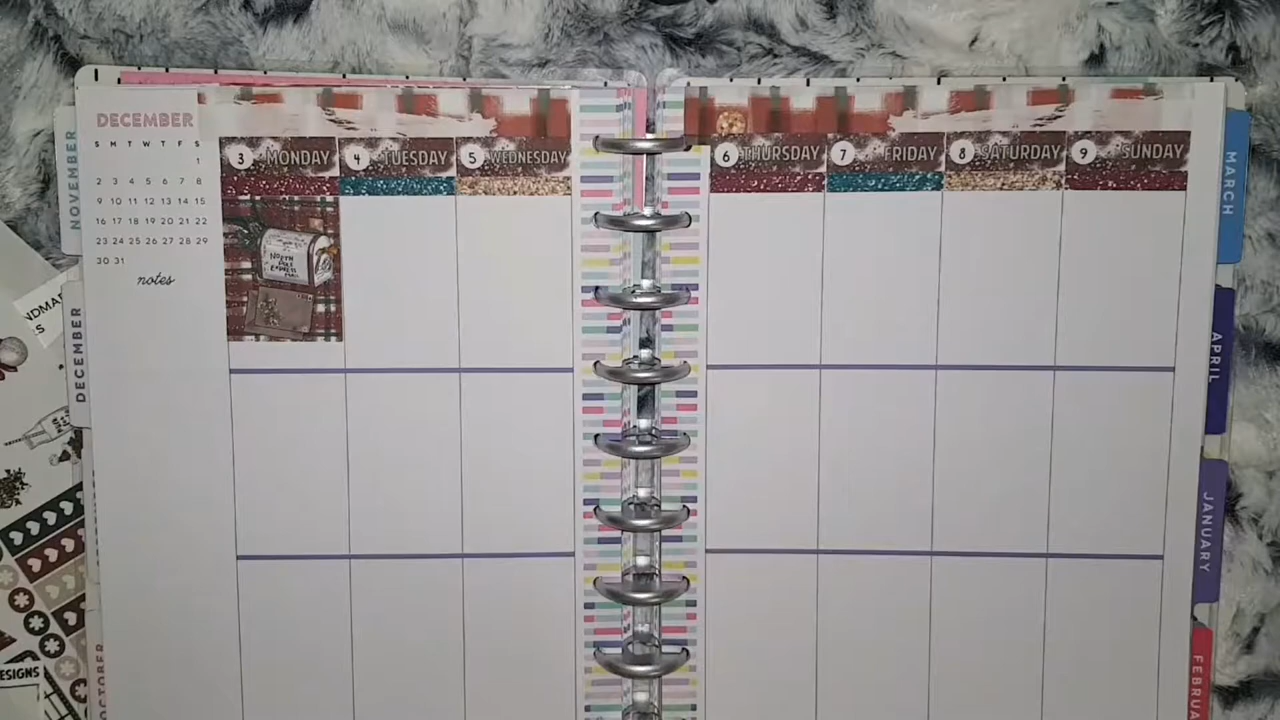 DECEMBER
S M T W T F S
1
2 3 4 5 6 7 8
9 10 11 12 13 14 15
16 17 18 19 20 21 22
23 24 25 26 27 28 29
30 31
notes
3 MONDAY
4 TUESDAY
5 WEDNESDAY
6 THURSDAY
7 FRIDAY
8 SATURDAY
9 SUNDAY
NORTH
POLE
EXPRESS
MAIL
NOVEMBER
DECEMBER
OCTOBER
MARCH
APRIL
JANUARY
FEBRUA
NDMA
S
ESIGNS